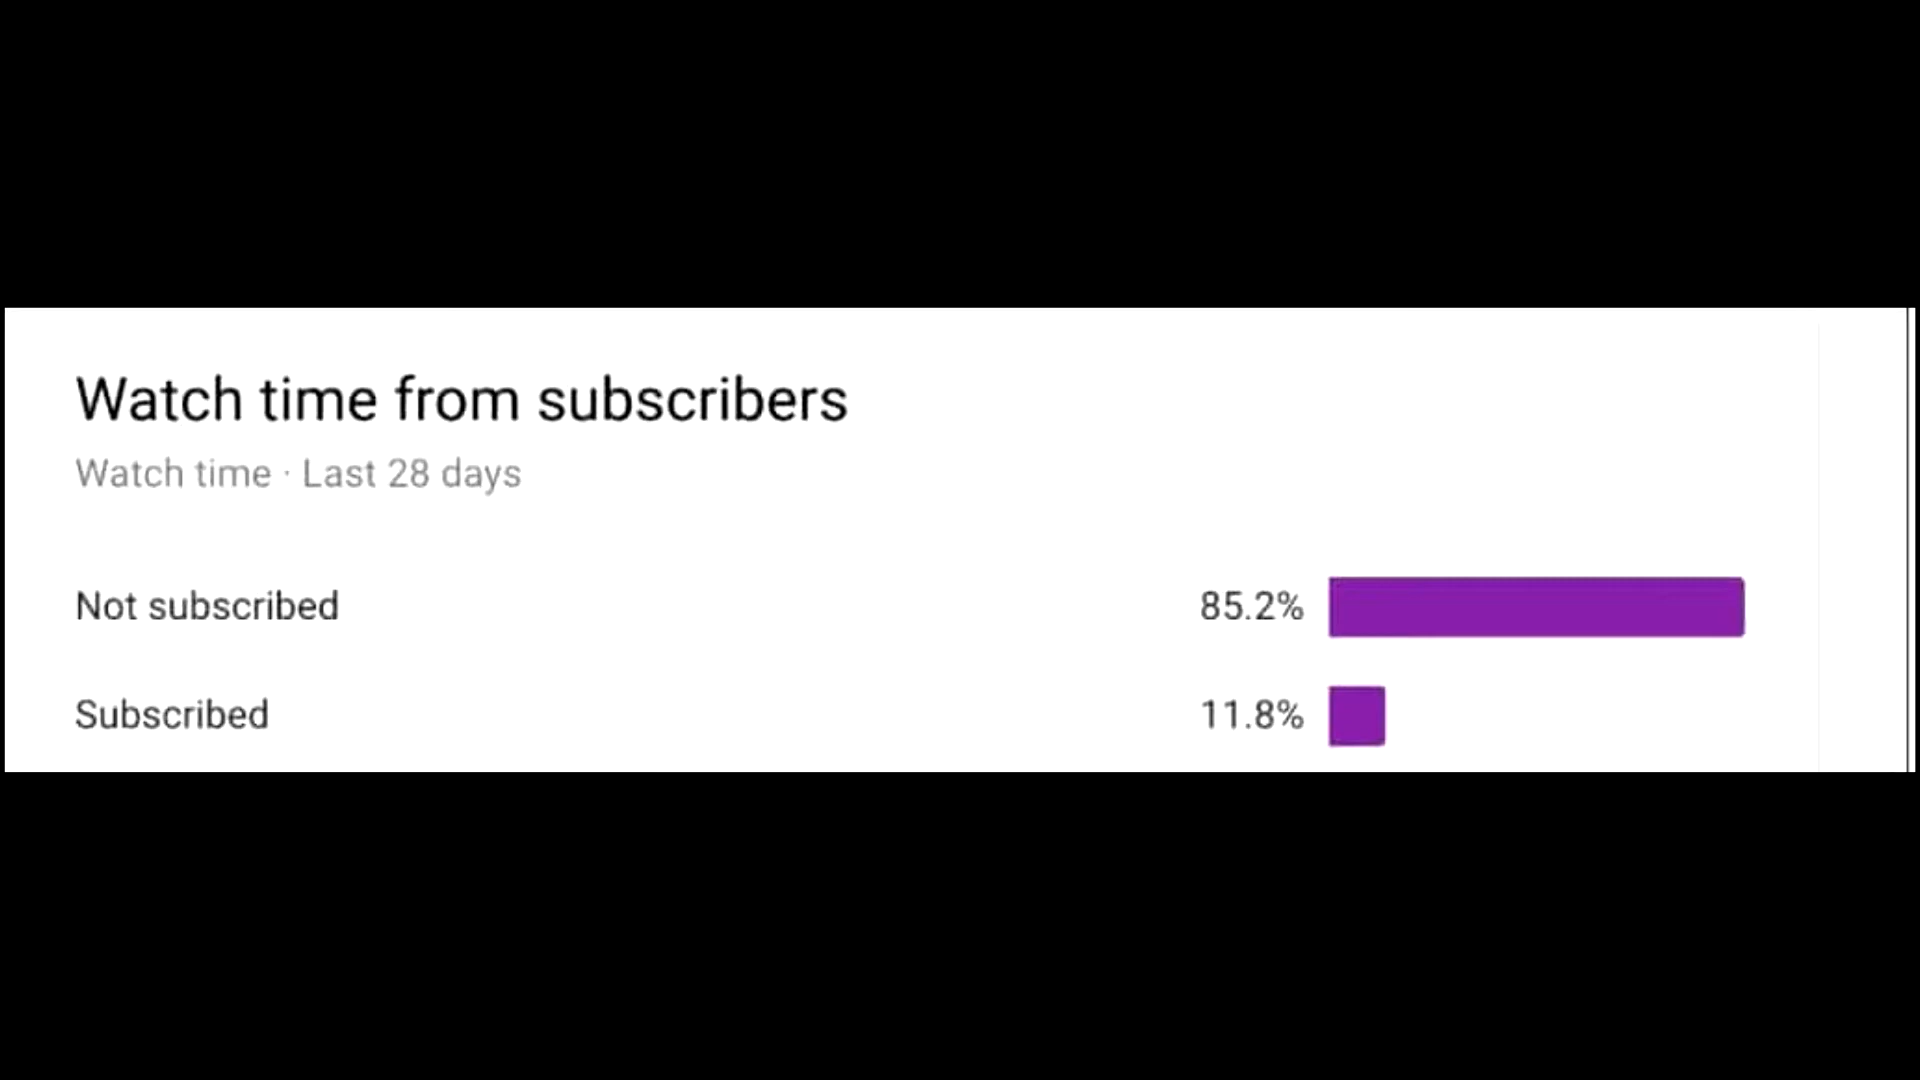 Watch time from subscribers
Watch time · Last 28 days
Not subscribed 85.2%
Subscribed 11.8%